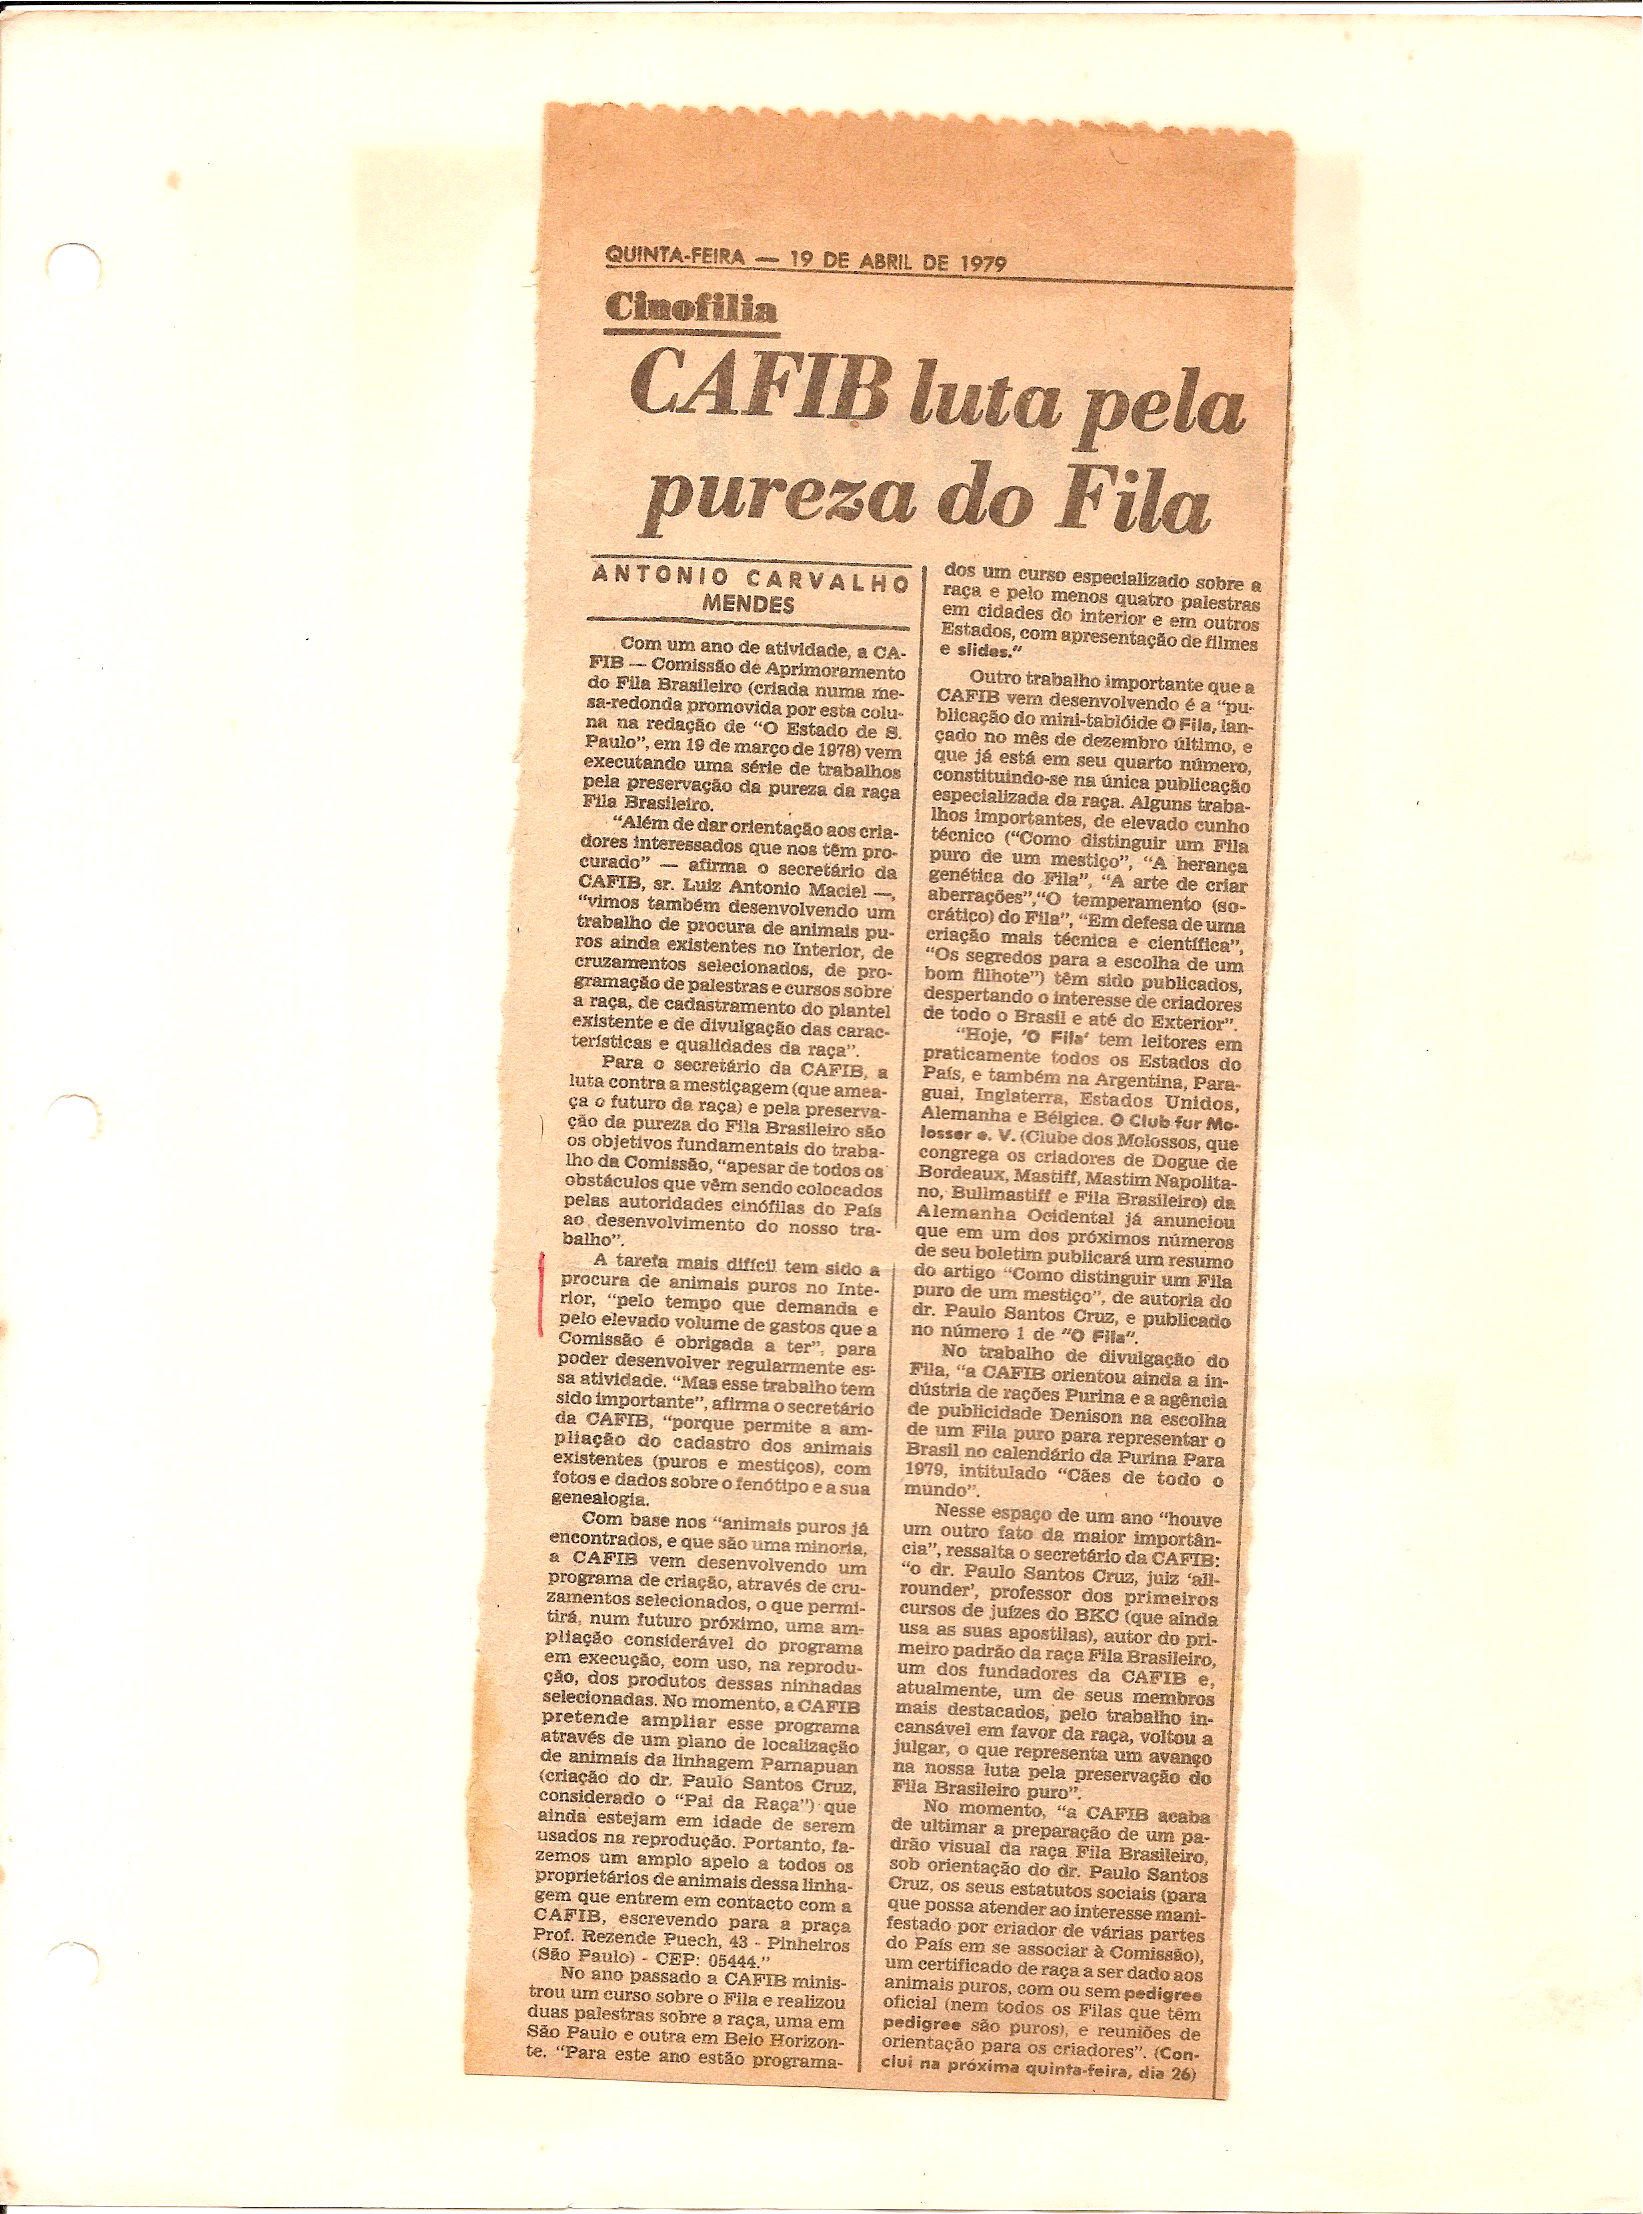 QUINTA-FEIRA — 19 DE ABRIL DE 1979
Cinofilia
CAFIB luta pela
pureza do Fila
ANTONIO CARVALHO
MENDES
Com um ano de atividade, a CA-
FIB — Comissão de Aprimoramento
do Fila Brasileiro (criada numa me-
sa-redonda promovida por esta colu-
na na redação de "O Estado de S.
Paulo", em 19 de março de 1978) vem
executando uma série de trabalhos
pela preservação da pureza da raça
Fila Brasileiro.
"Além de dar orientação aos cria-
dores interessados que nos têm pro-
curado" — afirma o secretário da
CAFIB, sr. Luiz Antonio Maciel —,
"vimos também desenvolvendo um
trabalho de procura de animais pu-
ros ainda existentes no Interior, de
cruzamentos selecionados, de pro-
gramação de palestras e cursos sobre
a raça, de cadastramento do plantel
existente e de divulgação das carac-
terísticas e qualidades da raça".
Para o secretário da CAFIB, a
luta contra a mestiçagem (que amea-
ça o futuro da raça) e pela preserva-
ção da pureza do Fila Brasileiro são
os objetivos fundamentais do traba-
lho da Comissão, "apesar de todos os
obstáculos que vêm sendo colocados
pelas autoridades cinófilas do País
ao desenvolvimento do nosso tra-
balho".
A tarefa mais difícil tem sido a
procura de animais puros no Inte-
rior, "pelo tempo que demanda e
pelo elevado volume de gastos que a
Comissão é obrigada a ter", para
poder desenvolver regularmente es-
sa atividade. "Mas esse trabalho tem
sido importante", afirma o secretário
da CAFIB, "porque permite a am-
pliação do cadastro dos animais
existentes (puros e mestiços), com
fotos e dados sobre o fenótipo e a sua
genealogia.
Com base nos "animais puros já
encontrados, e que são uma minoria,
a CAFIB vem desenvolvendo um
programa de criação, através de cru-
zamentos selecionados, o que permi-
tirá, num futuro próximo, uma am-
pliação considerável do programa
em execução, com uso, na reprodu-
ção, dos produtos dessas ninhadas
selecionadas. No momento, a CAFIB
pretende ampliar esse programa
através de um plano de localização
de animais da linhagem Parnapuan
(criação do dr. Paulo Santos Cruz,
considerado o "Pai da Raça") que
ainda estejam em idade de serem
usados na reprodução. Portanto, fa-
zemos um amplo apelo a todos os
proprietários de animais dessa linha-
gem que entrem em contacto com a
CAFIB, escrevendo para a praça
Prof. Rezende Puech, 43 - Pinheiros
(São Paulo) - CEP: 05444."
No ano passado a CAFIB minis-
trou um curso sobre o Fila e realizou
duas palestras sobre a raça, uma em
São Paulo e outra em Belo Horizon-
te. "Para este ano estão programa-
dos um curso especializado sobre a
raça e pelo menos quatro palestras
em cidades do interior e em outros
Estados, com apresentação de filmes
e slides."
Outro trabalho importante que a
CAFIB vem desenvolvendo é a "pu-
blicação do mini-tablóide O Fila, lan-
çado no mês de dezembro último, e
que já está em seu quarto número,
constituindo-se na única publicação
especializada da raça. Alguns traba-
lhos importantes, de elevado cunho
técnico ("Como distinguir um Fila
puro de um mestiço", "A herança
genética do Fila", "A arte de criar
aberrações","O temperamento (so-
crático) do Fila", "Em defesa de uma
criação mais técnica e científica",
"Os segredos para a escolha de um
bom filhote") têm sido publicados,
despertando o interesse de criadores
de todo o Brasil e até do Exterior".
"Hoje, 'O Fila' tem leitores em
praticamente todos os Estados do
País, e também na Argentina, Para-
guai, Inglaterra, Estados Unidos,
Alemanha e Bélgica. O Club fur Mo-
losser e. V. (Clube dos Molossos, que
congrega os criadores de Dogue de
Bordeaux, Mastiff, Mastim Napolita-
no, Bullmastiff e Fila Brasileiro) da
Alemanha Ocidental já anunciou
que em um dos próximos números
de seu boletim publicará um resumo
do artigo "Como distinguir um Fila
puro de um mestiço", de autoria do
dr. Paulo Santos Cruz, e publicado
no número 1 de "O Fila".
No trabalho de divulgação do
Fila, "a CAFIB orientou ainda a in-
dústria de rações Purina e a agência
de publicidade Denison na escolha
de um Fila puro para representar o
Brasil no calendário da Purina Para
1979, intitulado "Cães de todo o
mundo".
Nesse espaço de um ano "houve
um outro fato da maior importân-
cia", ressalta o secretário da CAFIB:
"o dr. Paulo Santos Cruz, juiz 'all-
rounder', professor dos primeiros
cursos de juízes do BKC (que ainda
usa as suas apostilas), autor do pri-
meiro padrão da raça Fila Brasileiro,
um dos fundadores da CAFIB e,
atualmente, um de seus membros
mais destacados, pelo trabalho in-
cansável em favor da raça, voltou a
julgar, o que representa um avanço
na nossa luta pela preservação do
Fila Brasileiro puro".
No momento, "a CAFIB acaba
de ultimar a preparação de um pa-
drão visual da raça Fila Brasileiro,
sob orientação do dr. Paulo Santos
Cruz, os seus estatutos sociais (para
que possa atender ao interesse mani-
festado por criador de várias partes
do País em se associar à Comissão),
um certificado de raça a ser dado aos
animais puros, com ou sem pedigree
oficial (nem todos os Filas que têm
pedigree são puros), e reuniões de
orientação para os criadores". (Con-
clui na próxima quinta-feira, dia 26)